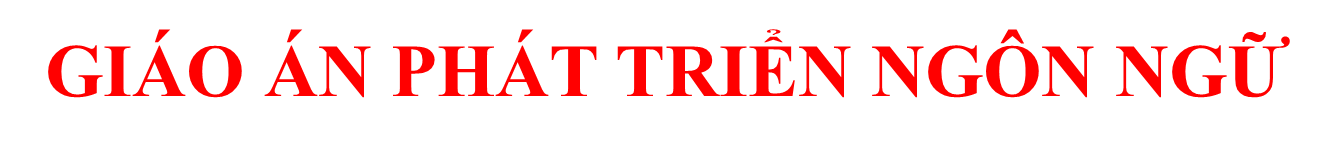 GIÁO ÁN PHÁT TRIỂN NGÔN NGỮ